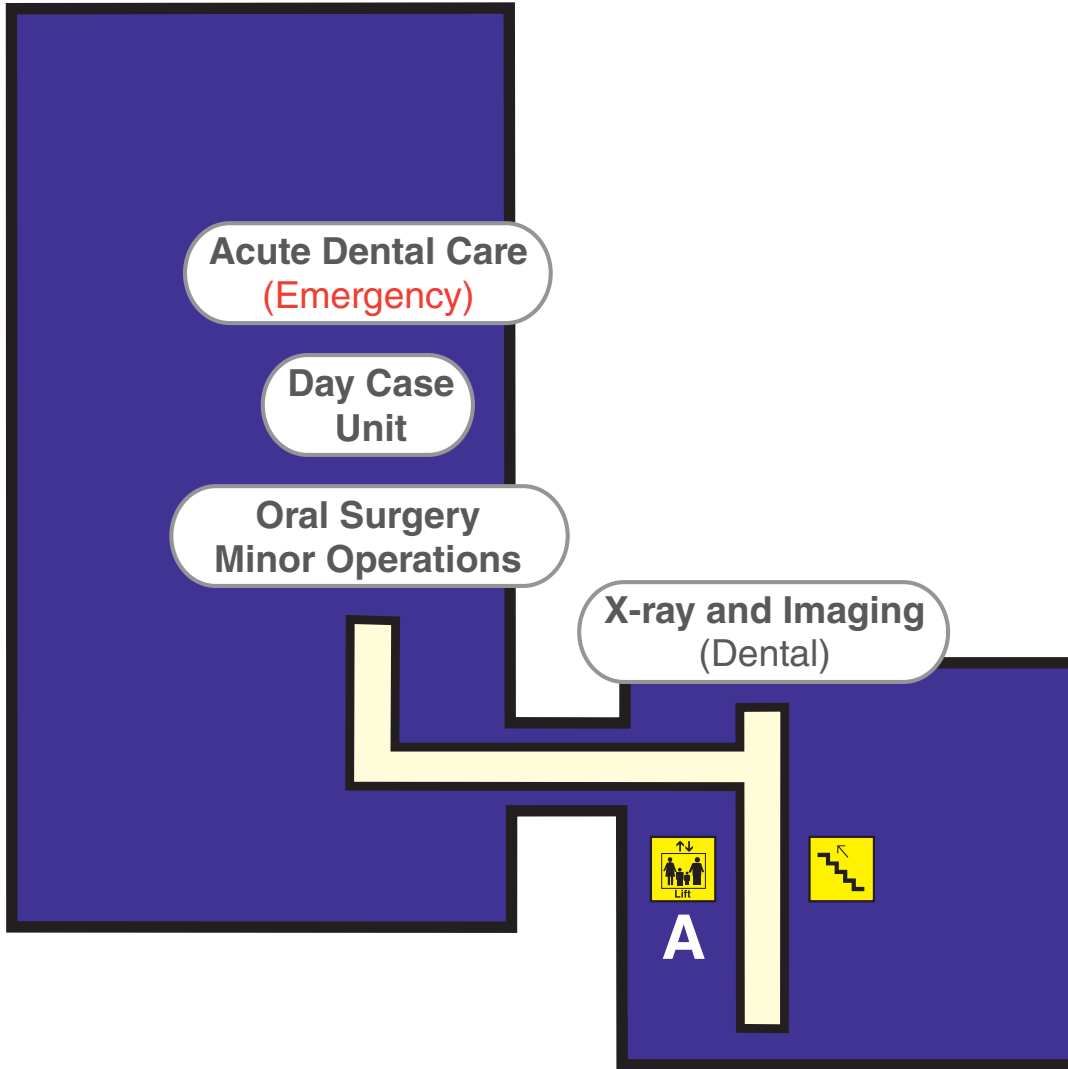 Acute Dental Care
(Emergency)
Day Case
Unit
Oral Surgery
Minor Operations
X-ray and Imaging
(Dental)
Lift
A